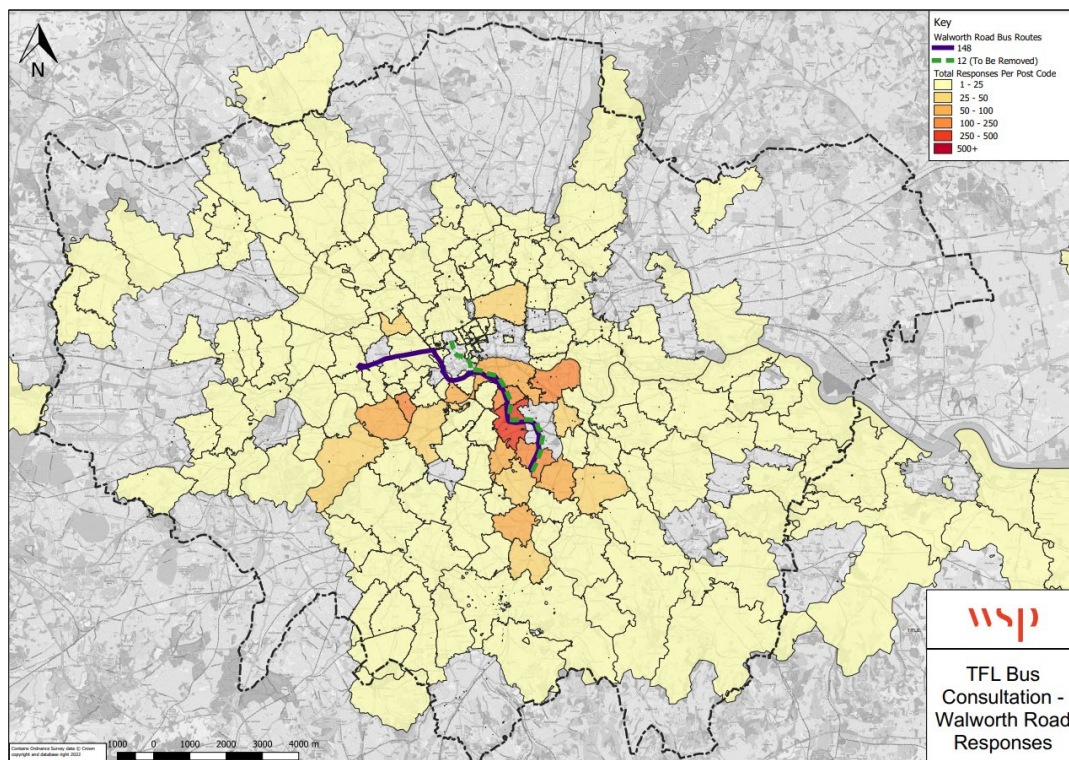 N
Key
Walworth Road Bus Routes
148
12 (To Be Removed)
Total Responses Per Post Code
1 - 25
25 - 50
50 - 100
100 - 250
250 - 500
500+
wsp
TFL Bus
Consultation -
Walworth Road
Responses
Contains Ordnance Survey data © Crown
copyright and database right 2022
1000 0 1000 2000 3000 4000 m